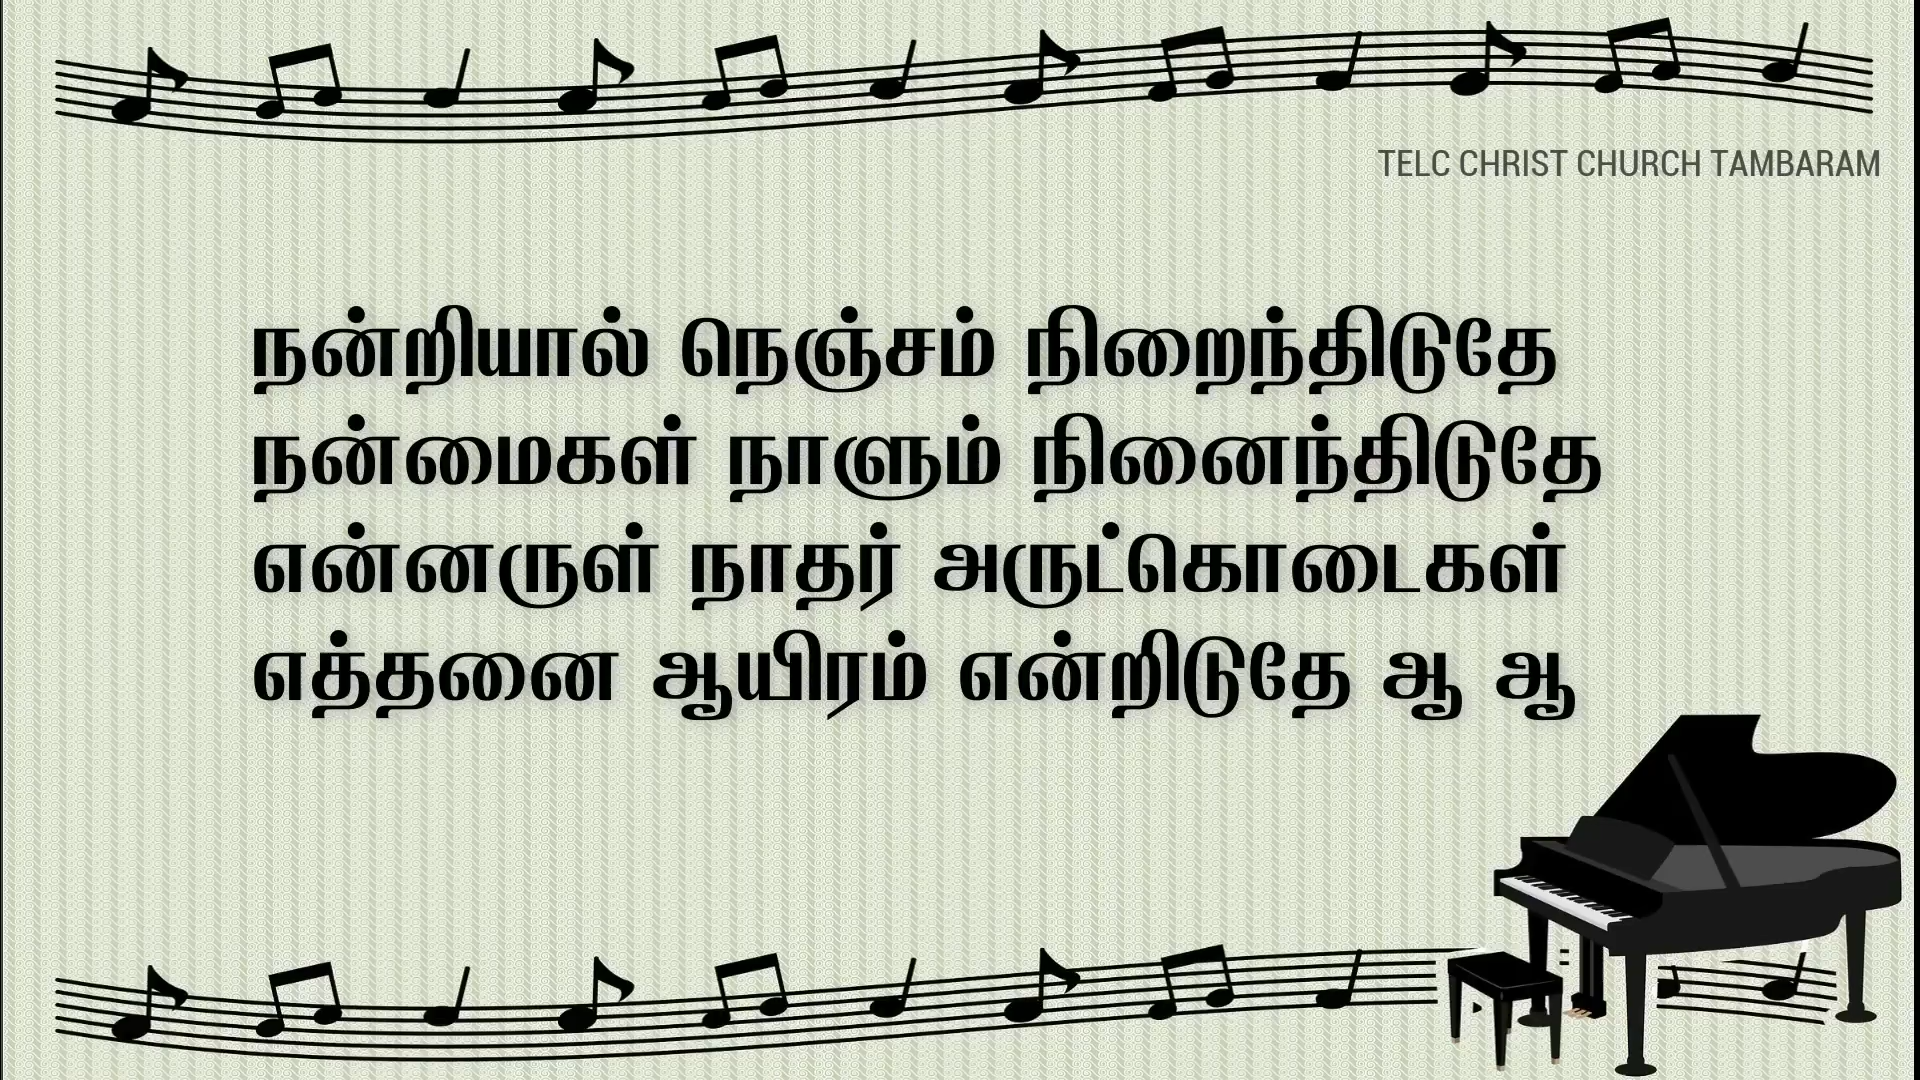 TELC CHRIST CHURCH TAMBARAM
நன்றியால் நெஞ்சம் நிறைந்திடுதே
நன்மைகள் நாளும் நினைந்திடுதே
என்னருள் நாதர் அருட்கொடைகள்
எத்தனை ஆயிரம் என்றிடுதே ஆ ஆ